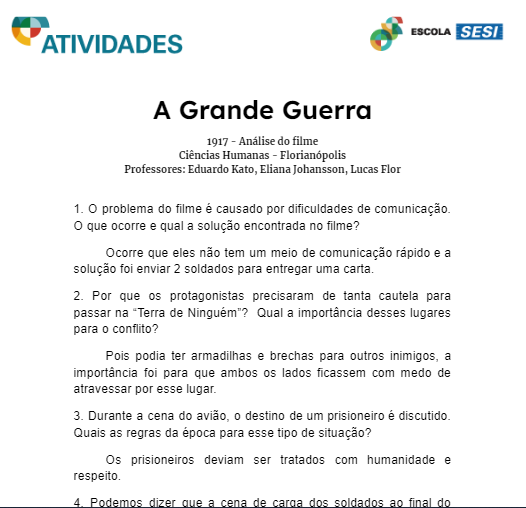 ATIVIDADES
ESCOLA SESI
A Grande Guerra
1917 - Análise do filme
Ciências Humanas - Florianópolis
Professores: Eduardo Kato, Eliana Johansson, Lucas Flor
1. O problema do filme é causado por dificuldades de comunicação.
O que ocorre e qual a solução encontrada no filme?
Ocorre que eles não tem um meio de comunicação rápido e a
solução foi enviar 2 soldados para entregar uma carta.
2. Por que os protagonistas precisaram de tanta cautela para
passar na “Terra de Ninguém”? Qual a importância desses lugares
para o conflito?
Pois podia ter armadilhas e brechas para outros inimigos, a
importância foi para que ambos os lados ficassem com medo de
atravessar por esse lugar.
3. Durante a cena do avião, o destino de um prisioneiro é discutido.
Quais as regras da época para esse tipo de situação?
Os prisioneiros deviam ser tratados com humanidade e
respeito.
4. Podemos dizer que a cena de carga dos soldados ao final do